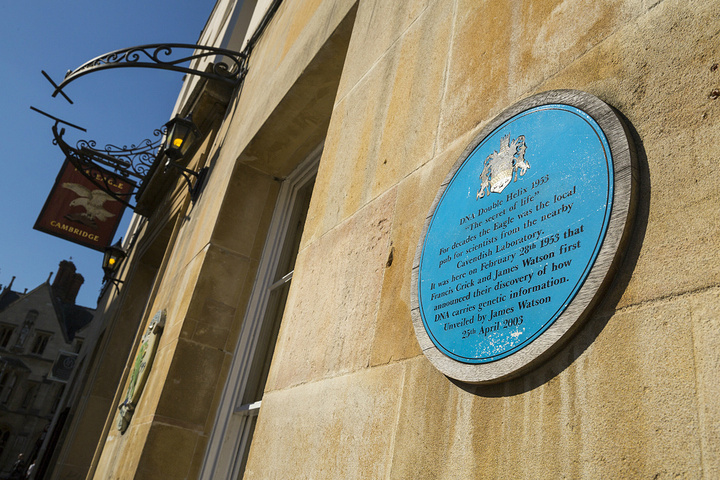 EAGLE
CAMBRIDGE
DNA Double Helix 1953
"The secret of life."
For decades the Eagle was the local
pub for scientists from the nearby
Cavendish Laboratory.
It was here on February 28th 1953 that
Francis Crick and James Watson first
announced their discovery of how
DNA carries genetic information.
Unveiled by James Watson
25th April 2003